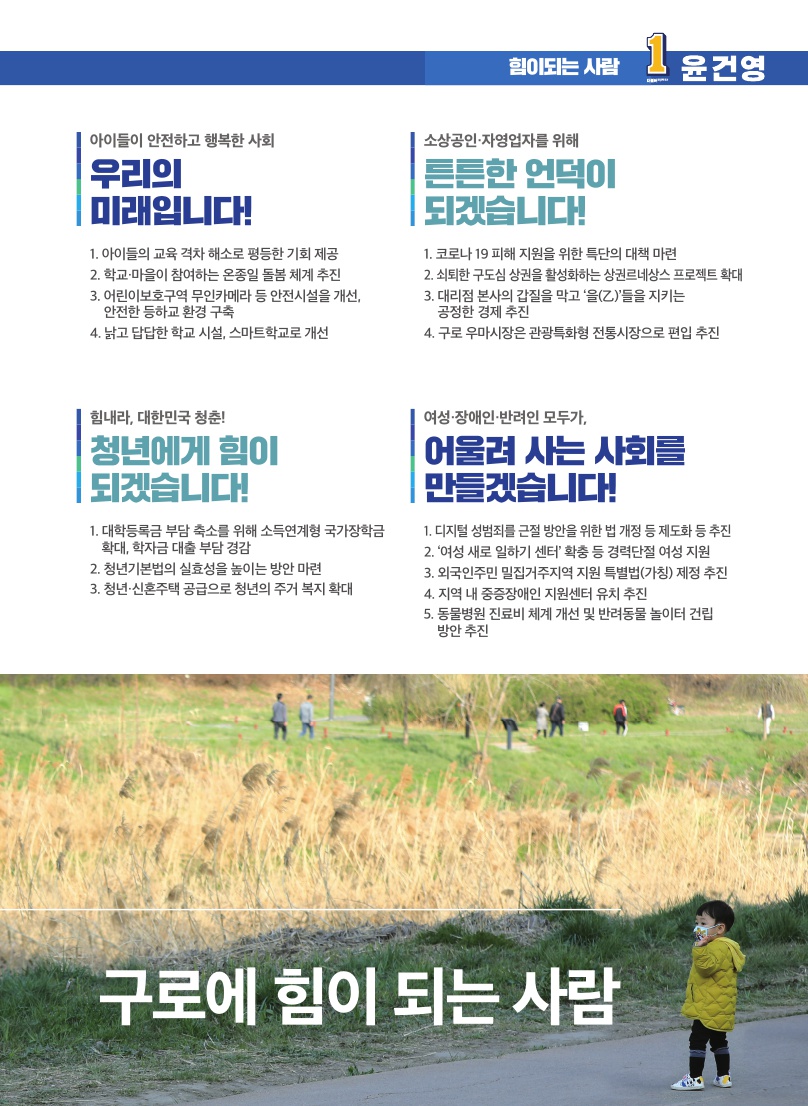 힘이되는 사람 1 윤건영
더불어민주당
아이들이 안전하고 행복한 사회
우리의
미래입니다!
1. 아이들의 교육 격차 해소로 평등한 기회 제공
2. 학교·마을이 참여하는 온종일 돌봄 체계 추진
3. 어린이보호구역 무인카메라 등 안전시설을 개선,
안전한 등하교 환경 구축
4. 낡고 답답한 학교 시설, 스마트학교로 개선
소상공인·자영업자를 위해
튼튼한 언덕이
되겠습니다!
1. 코로나 19 피해 지원을 위한 특단의 대책 마련
2. 쇠퇴한 구도심 상권을 활성화하는 상권르네상스 프로젝트 확대
3. 대리점 본사의 갑질을 막고 ‘을(乙)’들을 지키는
공정한 경제 추진
4. 구로 우마시장은 관광특화형 전통시장으로 편입 추진
힘내라, 대한민국 청춘!
청년에게 힘이
되겠습니다!
1. 대학등록금 부담 축소를 위해 소득연계형 국가장학금
확대, 학자금 대출 부담 경감
2. 청년기본법의 실효성을 높이는 방안 마련
3. 청년·신혼주택 공급으로 청년의 주거 복지 확대
여성·장애인·반려인 모두가,
어울려 사는 사회를
만들겠습니다!
1. 디지털 성범죄를 근절 방안을 위한 법 개정 등 제도화 등 추진
2. ‘여성 새로 일하기 센터’ 확충 등 경력단절 여성 지원
3. 외국인주민 밀집거주지역 지원 특별법(가칭) 제정 추진
4. 지역 내 중증장애인 지원센터 유치 추진
5. 동물병원 진료비 체계 개선 및 반려동물 놀이터 건립
방안 추진
구로에 힘이 되는 사람